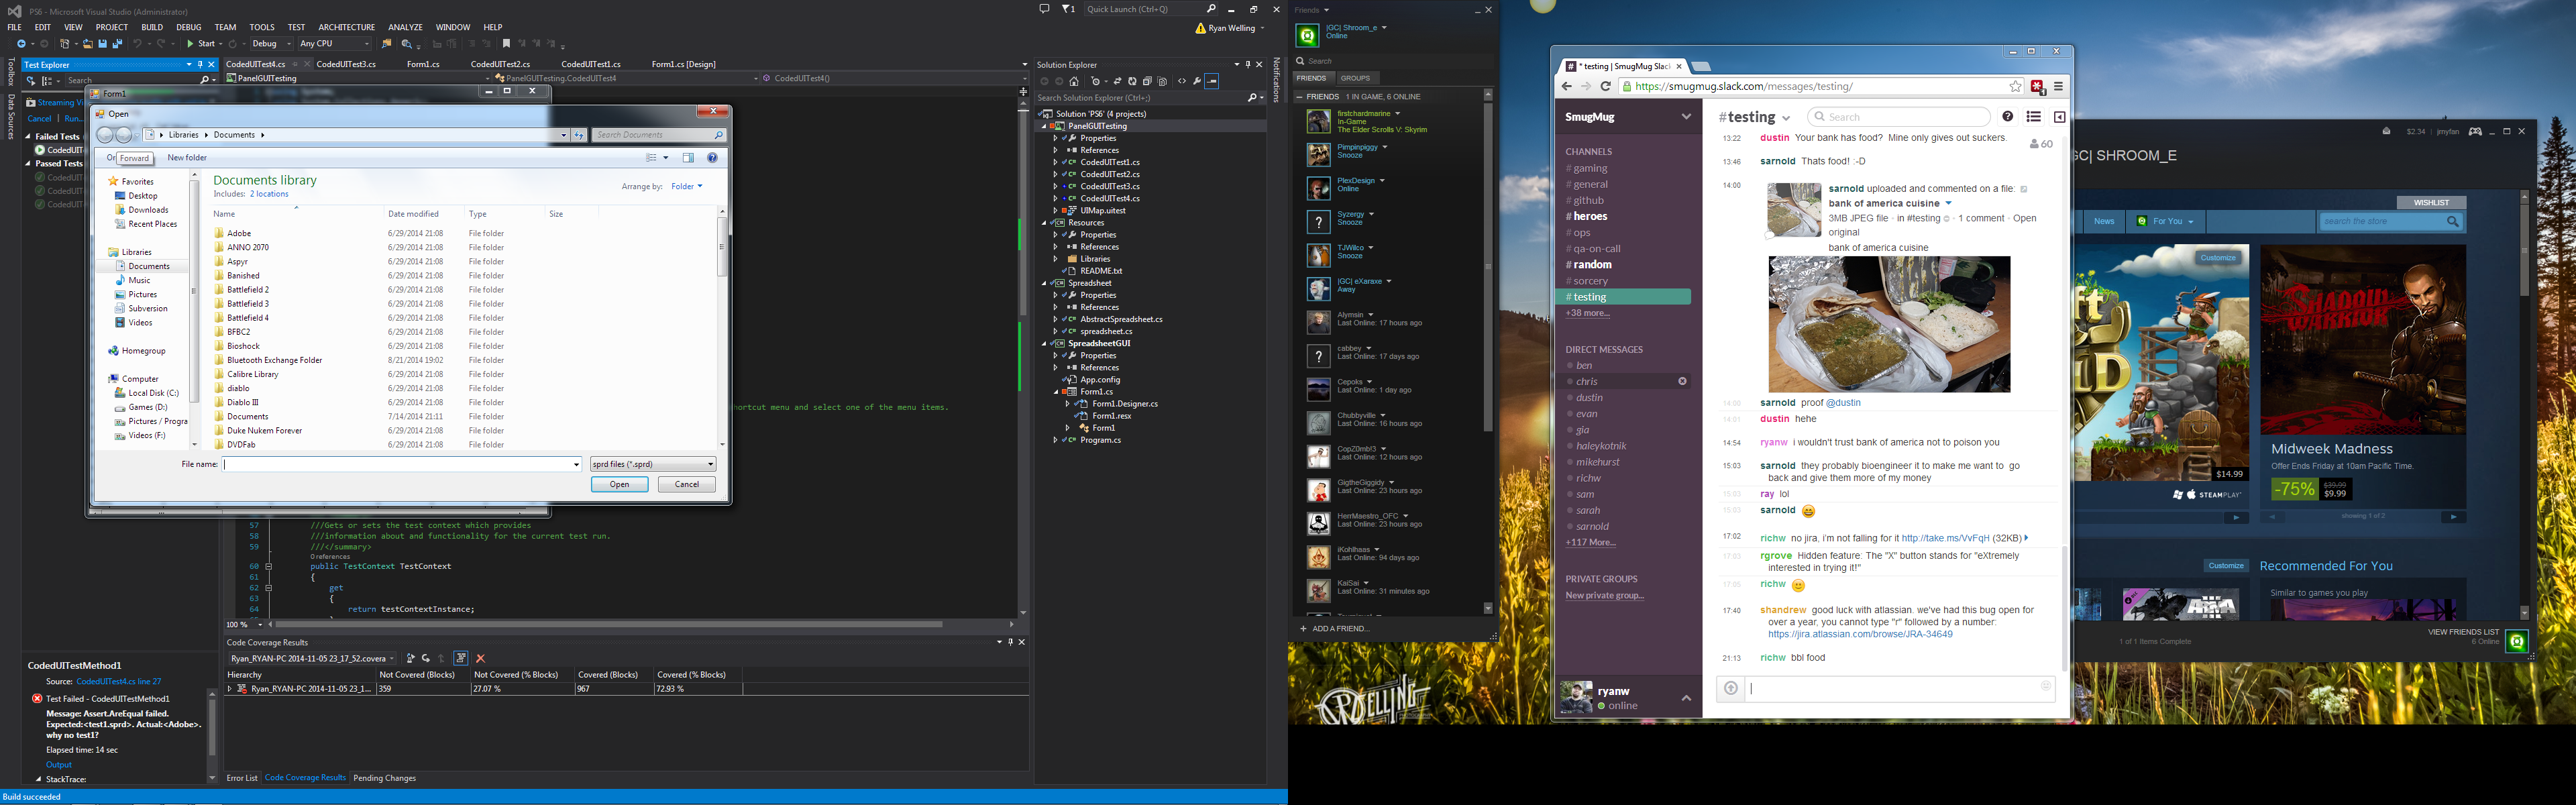 PS6 - Microsoft Visual Studio (Administrator)
1
Quick Launch (Ctrl+Q)
FILE EDIT VIEW PROJECT BUILD DEBUG TEAM TOOLS TEST ARCHITECTURE ANALYZE WINDOW HELP
Ryan Welling
Start Debug Any CPU
Toolbox
Data Sources
Test Explorer
Search
Streaming Vi
Cancel | Run...
Failed Tests
CodedUIT
Passed Tests
CodedUIT
CodedUIT
CodedUIT
CodedUITest4.cs CodedUITest3.cs Form1.cs CodedUITest2.cs CodedUITest1.cs Form1.cs [Design]
PanelGUITesting PanelGUITesting.CodedUITest4 CodedUITest4()
Form1
Open
Libraries Documents
Search Documents
Or Forward New folder
Favorites
Desktop
Downloads
Recent Places
Libraries
Documents
Music
Pictures
Subversion
Videos
Homegroup
Computer
Local Disk (C:)
Games (D:)
Pictures / Progra
Videos (F:)
Documents library
Includes: 2 locations
Arrange by: Folder
Name Date modified Type Size
Adobe 6/29/2014 21:08 File folder
ANNO 2070 6/29/2014 21:08 File folder
Aspyr 6/29/2014 21:08 File folder
Banished 6/29/2014 21:08 File folder
Battlefield 2 6/29/2014 21:08 File folder
Battlefield 3 6/29/2014 21:08 File folder
Battlefield 4 6/29/2014 21:08 File folder
BFBC2 6/29/2014 21:08 File folder
Bioshock 6/29/2014 21:08 File folder
Bluetooth Exchange Folder 8/21/2014 19:02 File folder
Calibre Library 6/29/2014 21:08 File folder
diablo 6/29/2014 21:08 File folder
Diablo III 6/29/2014 21:08 File folder
Documents 7/14/2014 21:11 File folder
Duke Nukem Forever 6/29/2014 21:08 File folder
DVDFab 6/29/2014 21:08 File folder
File name: sprd files (*.sprd)
Open Cancel
hortcut menu and select one of the menu items.
57 ///Gets or sets the test context which provides
58 ///information about and functionality for the current test run.
59 ///</summary>
0 references
60 public TestContext TestContext
61 {
62 get
63 {
64 return testContextInstance;
100 %
Code Coverage Results
Ryan_RYAN-PC 2014-11-05 23_17_52.covera
Hierarchy Not Covered (Blocks) Not Covered (% Blocks) Covered (Blocks) Covered (% Blocks)
Ryan_RYAN-PC 2014-11-05 23_1... 359 27.07 % 967 72.93 %
Error List Code Coverage Results Pending Changes
CodedUITestMethod1
Source: CodedUITest4.cs line 27
Test Failed - CodedUITestMethod1
Message: Assert.AreEqual failed.
Expected:<test1.sprd>. Actual:<Adobe>.
why no test1?
Elapsed time: 14 sec
Output
StackTrace:
Build succeeded
Solution Explorer
Search Solution Explorer (Ctrl+;)
Solution 'PS6' (4 projects)
PanelGUITesting
Properties
References
CodedUITest1.cs
CodedUITest2.cs
CodedUITest3.cs
CodedUITest4.cs
UIMap.uitest
Resources
Properties
References
Libraries
README.txt
Spreadsheet
Properties
References
AbstractSpreadsheet.cs
spreadsheet.cs
SpreadsheetGUI
Properties
References
App.config
Form1.cs
Form1.Designer.cs
Form1.resx
Form1
Program.cs
Notifications
Friends
|GC| Shroom_e
Online
Search
FRIENDS GROUPS
FRIENDS 1 IN GAME, 6 ONLINE
firstchardmarine
In-Game
The Elder Scrolls V: Skyrim
Pimpinpiggy
Snooze
PlexDesign
Online
Syzergy
Snooze
TJWilco
Snooze
|GC| eXaraxe
Away
Alymsin
Last Online: 17 hours ago
cabbey
Last Online: 17 days ago
Cepoks
Last Online: 1 day ago
Chubbyville
Last Online: 16 hours ago
CopZDmb!3
Last Online: 12 hours ago
GigtheGiggidy
Last Online: 23 hours ago
HerrMaestro_OFC
Last Online: 23 hours ago
iKohlhaas
Last Online: 94 days ago
KaiSai
Last Online: 31 minutes ago
ADD A FRIEND...
RWELLING
* testing | SmugMug Slack
https://smugmug.slack.com/messages/testing/
SmugMug
CHANNELS
# gaming
# general
# github
# heroes
# ops
# qa-on-call
# random
# sorcery
# testing
+38 more...
DIRECT MESSAGES
ben
chris
dustin
evan
gia
haleykotnik
mikehurst
richw
sam
sarah
sarnold
+117 More...
PRIVATE GROUPS
New private group...
ryanw
online
#testing
Search
60
13:22 dustin Your bank has food? Mine only gives out suckers.
13:46 sarnold Thats food! :-D
14:00 sarnold uploaded and commented on a file:
bank of america cuisine
3MB JPEG file · in #testing · 1 comment · Open
original
bank of america cuisine
14:00 sarnold proof @dustin
14:01 dustin hehe
14:54 ryanw i wouldn't trust bank of america not to poison you
15:03 sarnold they probably bioengineer it to make me want to go
back and give them more of my money
15:03 ray lol
15:03 sarnold
17:02 richw no jira, i'm not falling for it http://take.ms/VvFqH (32KB)
17:03 rgrove Hidden feature: The "X" button stands for "eXtremely
interested in trying it!"
17:05 richw
17:40 shandrew good luck with atlassian. we've had this bug open for
over a year, you cannot type "r" followed by a number:
https://jira.atlassian.com/browse/JRA-34649
21:13 richw bbl food
$2.34 | jmyfan
GC| SHROOM_E
WISHLIST
News For You
search the store
Customize
$14.99
STEAMPLAY
SHADOW WARRIOR
Midweek Madness
Offer Ends Friday at 10am Pacific Time.
-75% $39.99
$9.99
showing 1 of 2
Customize Recommended For You
Similar to games you play
ARMA
1 of 1 Items Complete
VIEW FRIENDS LIST
6 Online